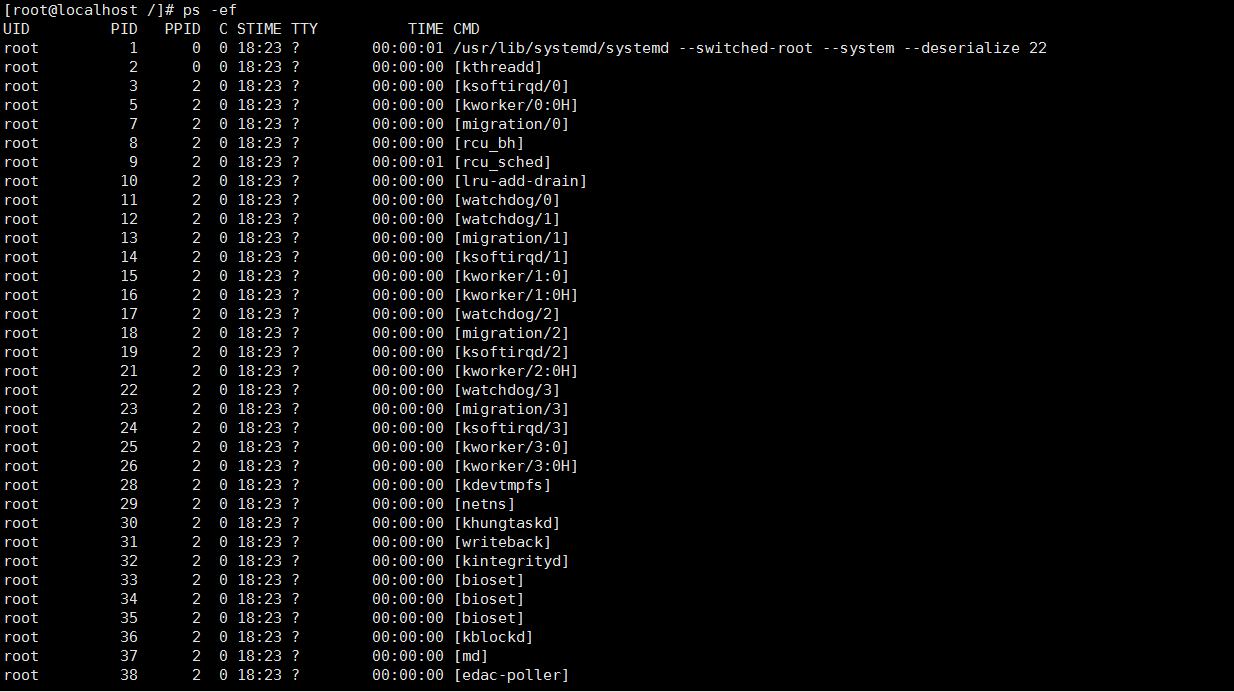 [root@localhost /]# ps -ef
UID         PID   PPID  C STIME TTY          TIME CMD
root          1      0  0 18:23 ?        00:00:01 /usr/lib/systemd/systemd --switched-root --system --deserialize 22
root          2      0  0 18:23 ?        00:00:00 [kthreadd]
root          3      2  0 18:23 ?        00:00:00 [ksoftirqd/0]
root          5      2  0 18:23 ?        00:00:00 [kworker/0:0H]
root          7      2  0 18:23 ?        00:00:00 [migration/0]
root          8      2  0 18:23 ?        00:00:00 [rcu_bh]
root          9      2  0 18:23 ?        00:00:01 [rcu_sched]
root         10      2  0 18:23 ?        00:00:00 [lru-add-drain]
root         11      2  0 18:23 ?        00:00:00 [watchdog/0]
root         12      2  0 18:23 ?        00:00:00 [watchdog/1]
root         13      2  0 18:23 ?        00:00:00 [migration/1]
root         14      2  0 18:23 ?        00:00:00 [ksoftirqd/1]
root         15      2  0 18:23 ?        00:00:00 [kworker/1:0]
root         16      2  0 18:23 ?        00:00:00 [kworker/1:0H]
root         17      2  0 18:23 ?        00:00:00 [watchdog/2]
root         18      2  0 18:23 ?        00:00:00 [migration/2]
root         19      2  0 18:23 ?        00:00:00 [ksoftirqd/2]
root         21      2  0 18:23 ?        00:00:00 [kworker/2:0H]
root         22      2  0 18:23 ?        00:00:00 [watchdog/3]
root         23      2  0 18:23 ?        00:00:00 [migration/3]
root         24      2  0 18:23 ?        00:00:00 [ksoftirqd/3]
root         25      2  0 18:23 ?        00:00:00 [kworker/3:0]
root         26      2  0 18:23 ?        00:00:00 [kworker/3:0H]
root         28      2  0 18:23 ?        00:00:00 [kdevtmpfs]
root         29      2  0 18:23 ?        00:00:00 [netns]
root         30      2  0 18:23 ?        00:00:00 [khungtaskd]
root         31      2  0 18:23 ?        00:00:00 [writeback]
root         32      2  0 18:23 ?        00:00:00 [kintegrityd]
root         33      2  0 18:23 ?        00:00:00 [bioset]
root         34      2  0 18:23 ?        00:00:00 [bioset]
root         35      2  0 18:23 ?        00:00:00 [bioset]
root         36      2  0 18:23 ?        00:00:00 [kblockd]
root         37      2  0 18:23 ?        00:00:00 [md]
root         38      2  0 18:23 ?        00:00:00 [edac-poller]